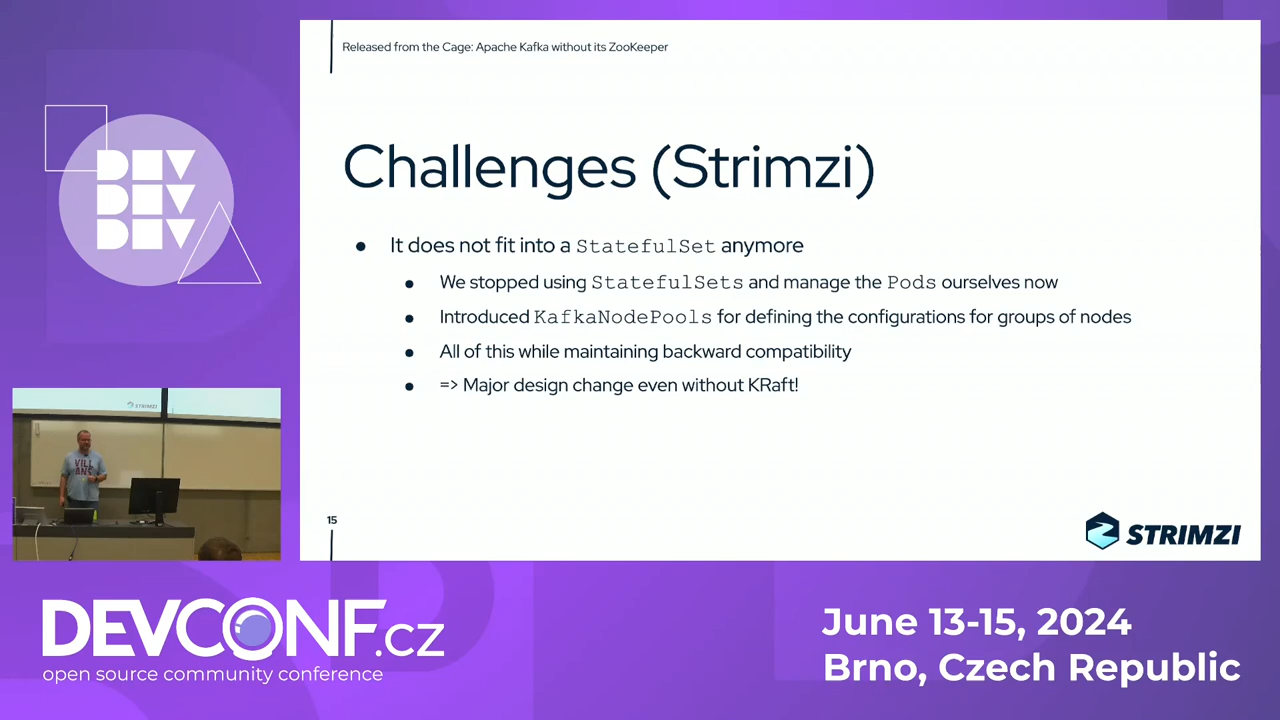 Released from the Cage: Apache Kafka without its ZooKeeper
DEV
DEV
DEV
Challenges (Strimzi)
● It does not fit into a StatefulSet anymore
● We stopped using StatefulSets and manage the Pods ourselves now
● Introduced KafkaNodePools for defining the configurations for groups of nodes
● All of this while maintaining backward compatibility
● => Major design change even without KRaft!
STRIMZI
VILL
ANS
15
STRIMZI
DEVCONF.cz
open source community conference
June 13-15, 2024
Brno, Czech Republic